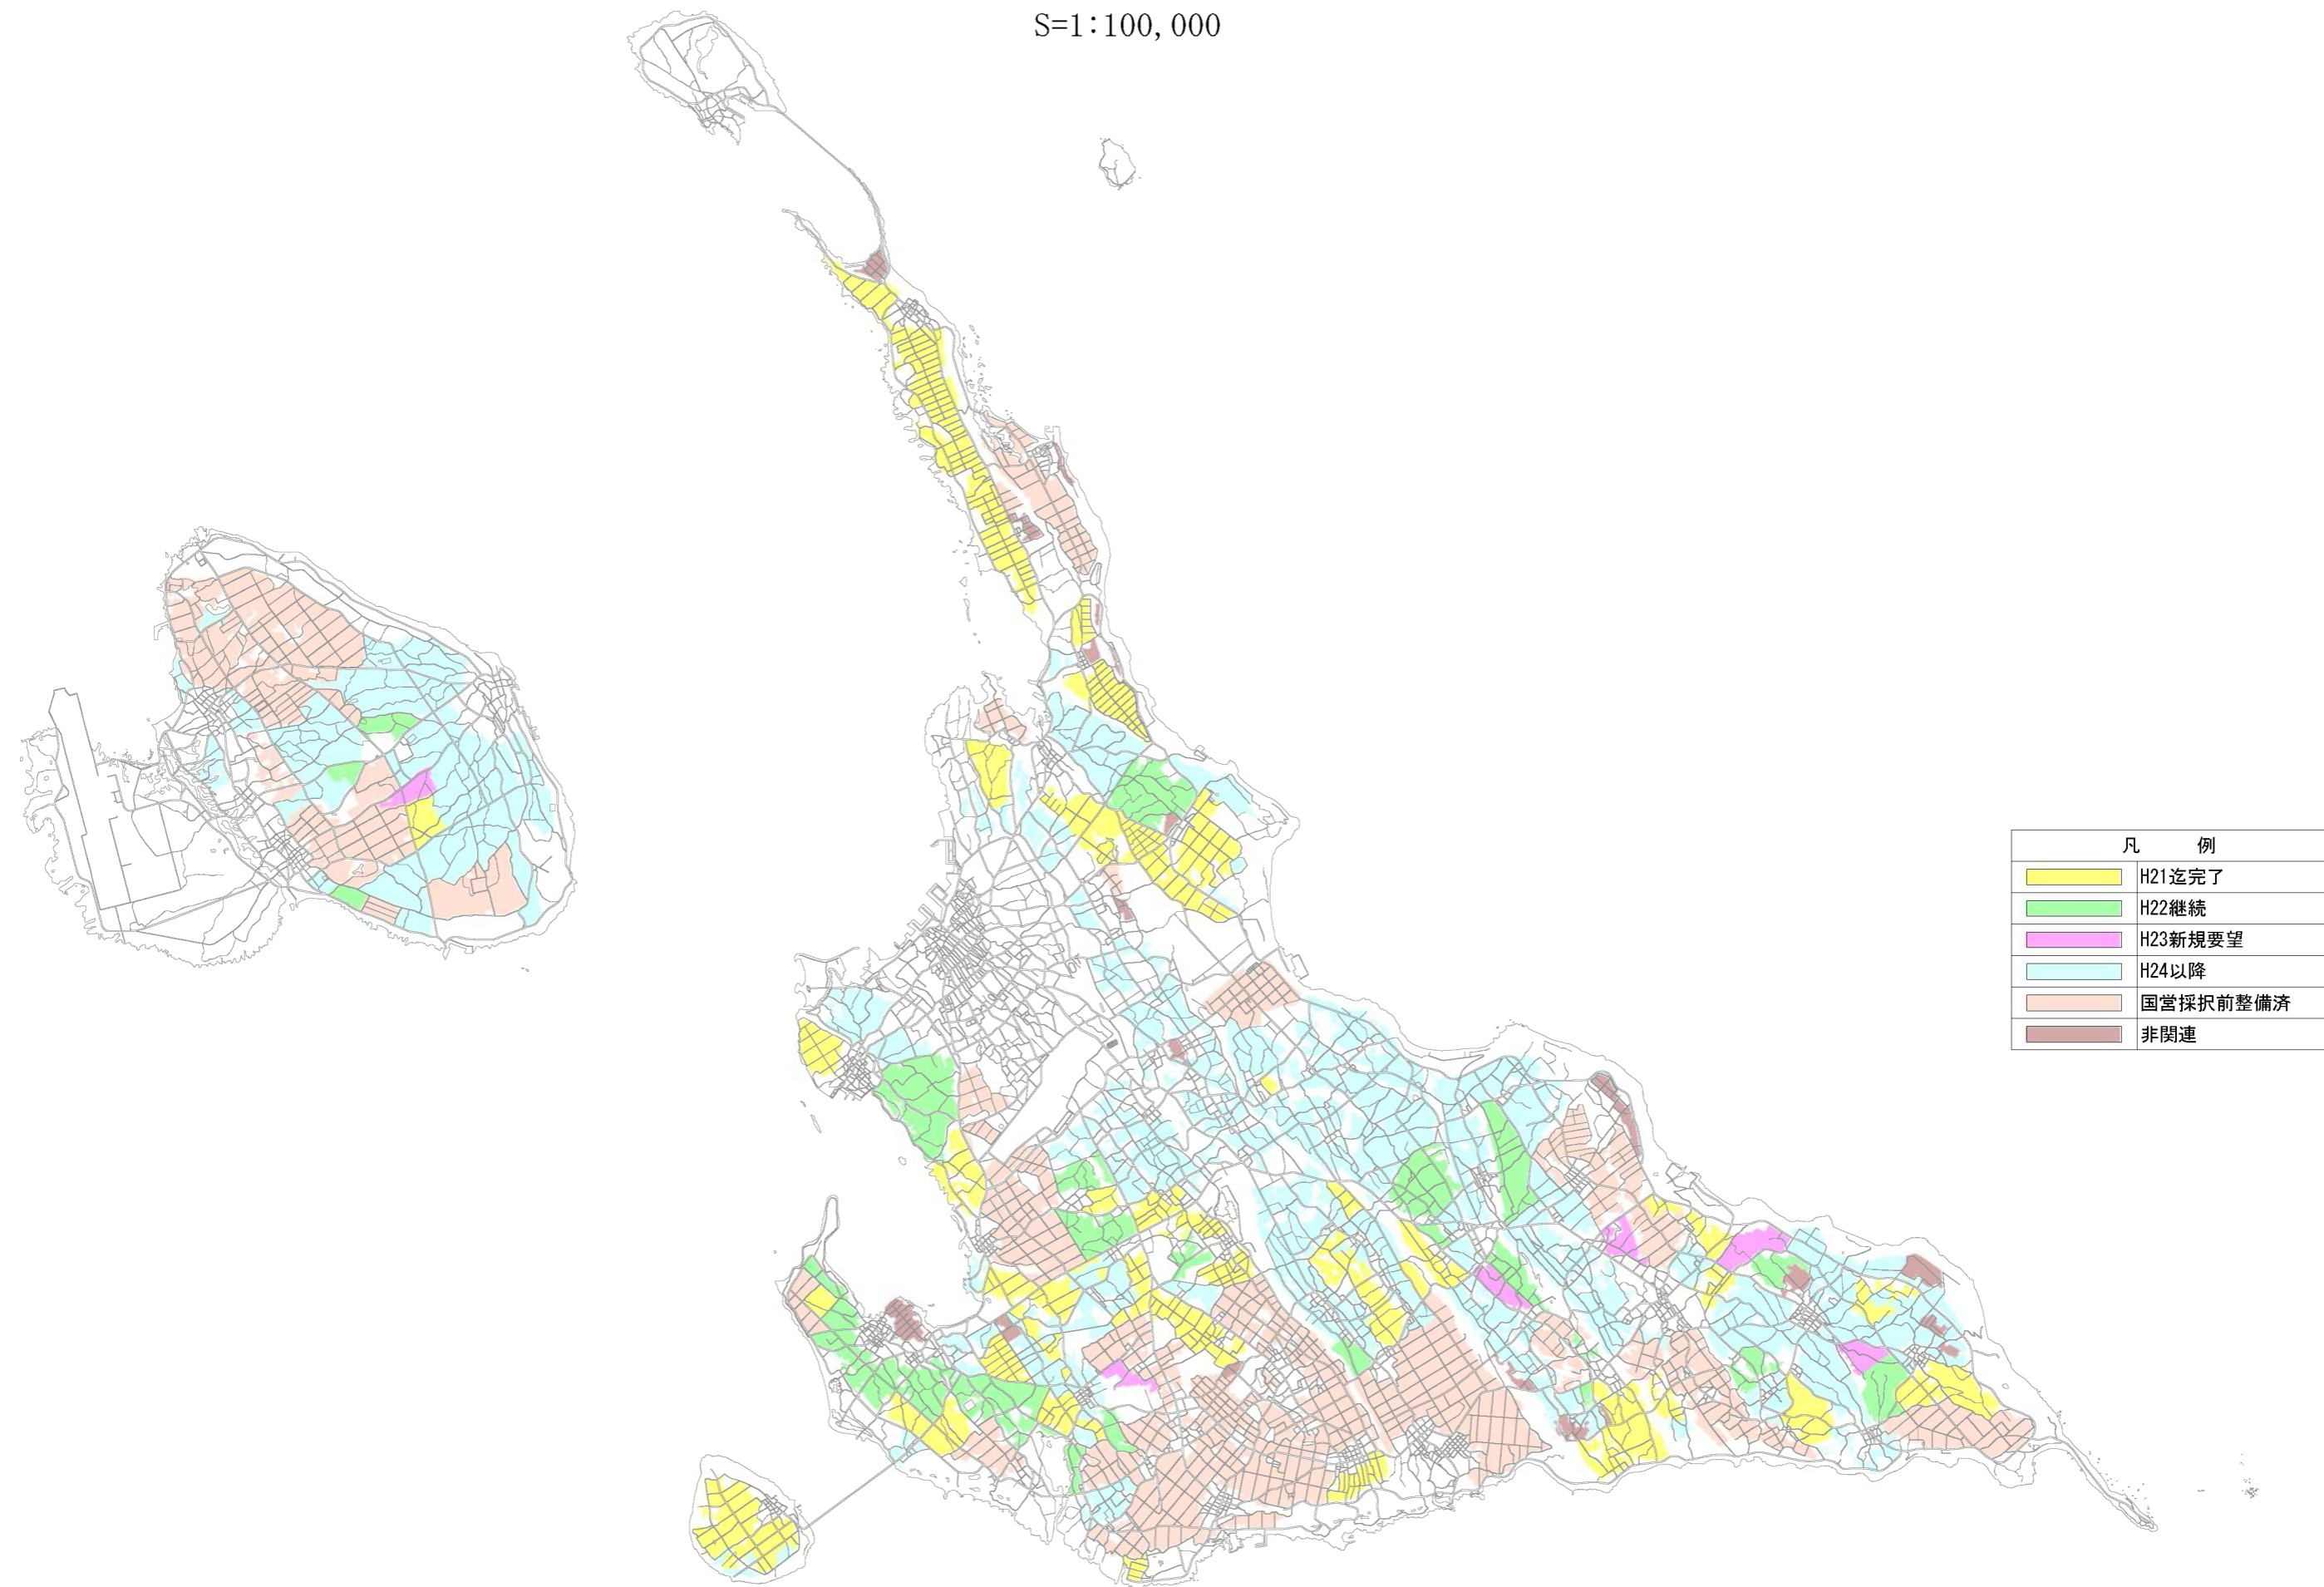 S=1:100,000
凡 例
H21迄完了
H22継続
H23新規要望
H24以降
国営採択前整備済
非関連